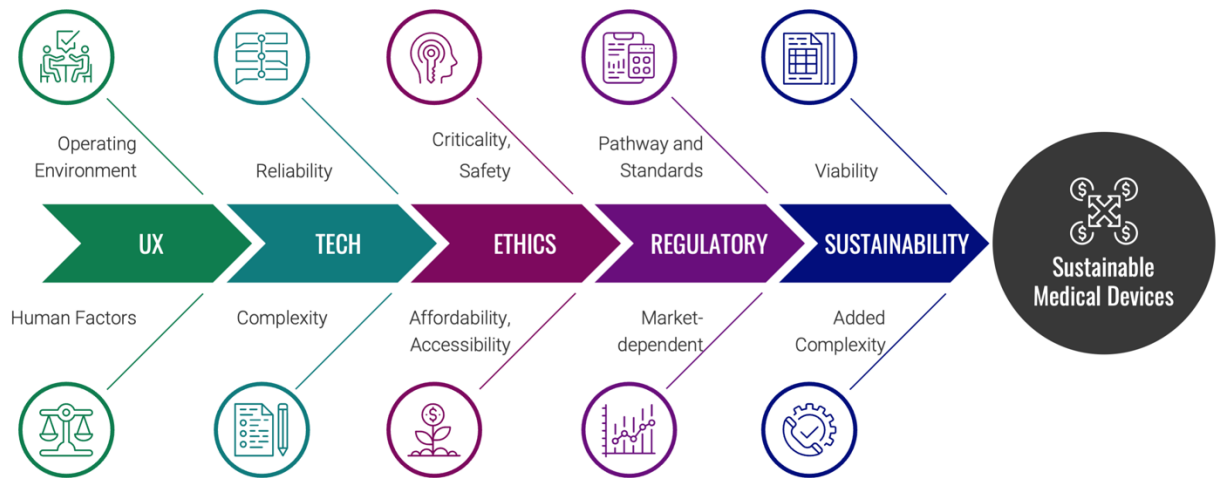 Operating
Environment
Reliability
Criticality,
Safety
Pathway and
Standards
Viability
UX
TECH
ETHICS
REGULATORY
SUSTAINABILITY
Sustainable
Medical Devices
Human Factors
Complexity
Affordability,
Accessibility
Market-
dependent
Added
Complexity